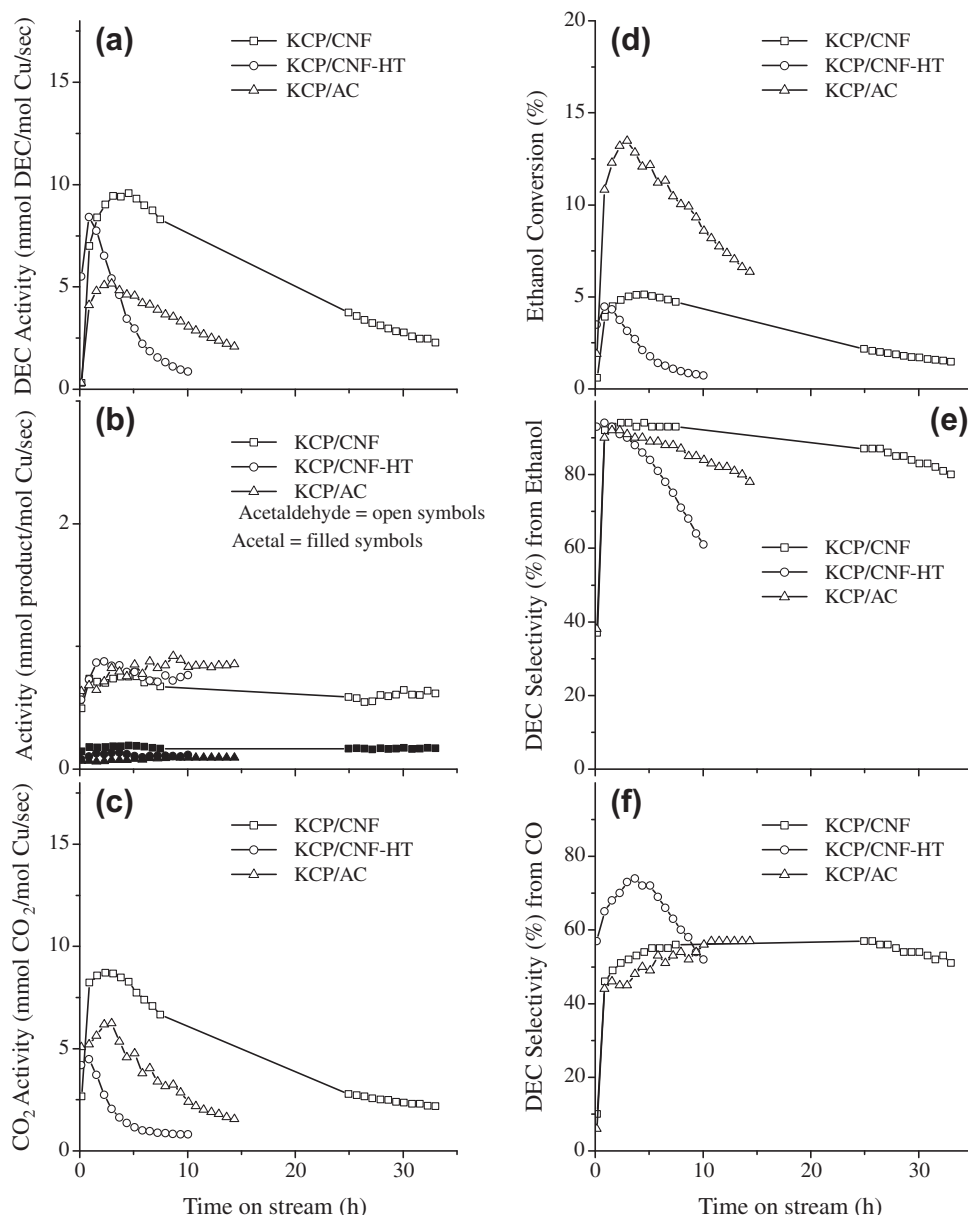 (a)
KCP/CNF
KCP/CNF-HT
KCP/AC
DEC Activity (mmol DEC/mol Cu/sec)
15
10
5
0
(b)
KCP/CNF
KCP/CNF-HT
KCP/AC
Acetaldehyde = open symbols
Acetal = filled symbols
Activity (mmol product/mol Cu/sec)
2
0
(c)
KCP/CNF
KCP/CNF-HT
KCP/AC
CO2 Activity (mmol CO2/mol Cu/sec)
15
10
5
0
0 10 20 30
Time on stream (h)
(d)
KCP/CNF
KCP/CNF-HT
KCP/AC
Ethanol Conversion (%)
20
15
10
5
0
(e)
KCP/CNF
KCP/CNF-HT
KCP/AC
DEC Selectivity (%) from Ethanol
80
60
40
20
0
(f)
KCP/CNF
KCP/CNF-HT
KCP/AC
DEC Selectivity (%) from CO
80
60
40
20
0
0 10 20 30
Time on stream (h)